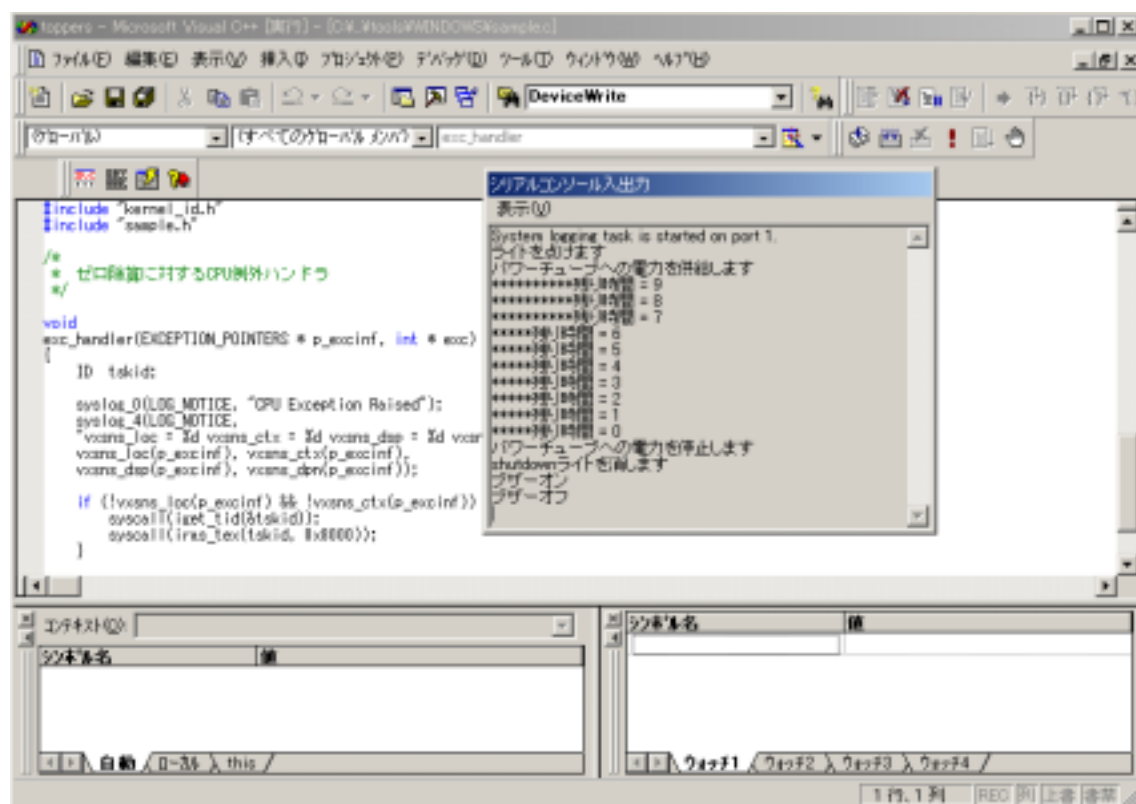 toppers - Microsoft Visual C++ [実行] - [C:¥..¥tools¥WINDOWS¥sample.c]
ファイル(F) 編集(E) 表示(V) 挿入(I) プロジェクト(P) デバッグ(D) ツール(T) ウィンドウ(W) ヘルプ(H)
DeviceWrite
(グローバル) (すべてのグローバル メンバ) exc_handler
#include "kernel_id.h"
#include "sample.h"
/*
* ゼロ除算に対するCPU例外ハンドラ
*/
void
exc_handler(EXCEPTION_POINTERS * p_excinf, int * exc)
{
ID tskid;
syslog_0(LOG_NOTICE, "CPU Exception Raised");
syslog_4(LOG_NOTICE,
"vxsns_loc = %d vxsns_ctx = %d vxsns_dsp = %d vxsr
vxsns_loc(p_excinf), vxsns_ctx(p_excinf),
vxsns_dsp(p_excinf), vxsns_dpn(p_excinf));
if (!vxsns_loc(p_excinf) && !vxsns_ctx(p_excinf))
syscall(iget_tid(&tskid));
syscall(iras_tex(tskid, 0x8000));
}
シリアルコンソール入出力
表示(V)
System logging task is started on port 1.
ライトを点けます
パワーチューブへの電力を供給します
**********残り時間 = 9
**********残り時間 = 8
**********残り時間 = 7
*****残り時間 = 6
*****残り時間 = 5
*****残り時間 = 4
*****残り時間 = 3
*****残り時間 = 2
*****残り時間 = 1
*****残り時間 = 0
パワーチューブへの電力を停止します
shutdownライトを消します
ブザーオン
ブザーオフ
コンテキスト(O):
シンボル名 値
自動 ローカル this
シンボル名 値
ウォッチ1 ウォッチ2 ウォッチ3 ウォッチ4
1 行, 1 列 REC 列 上書 書禁